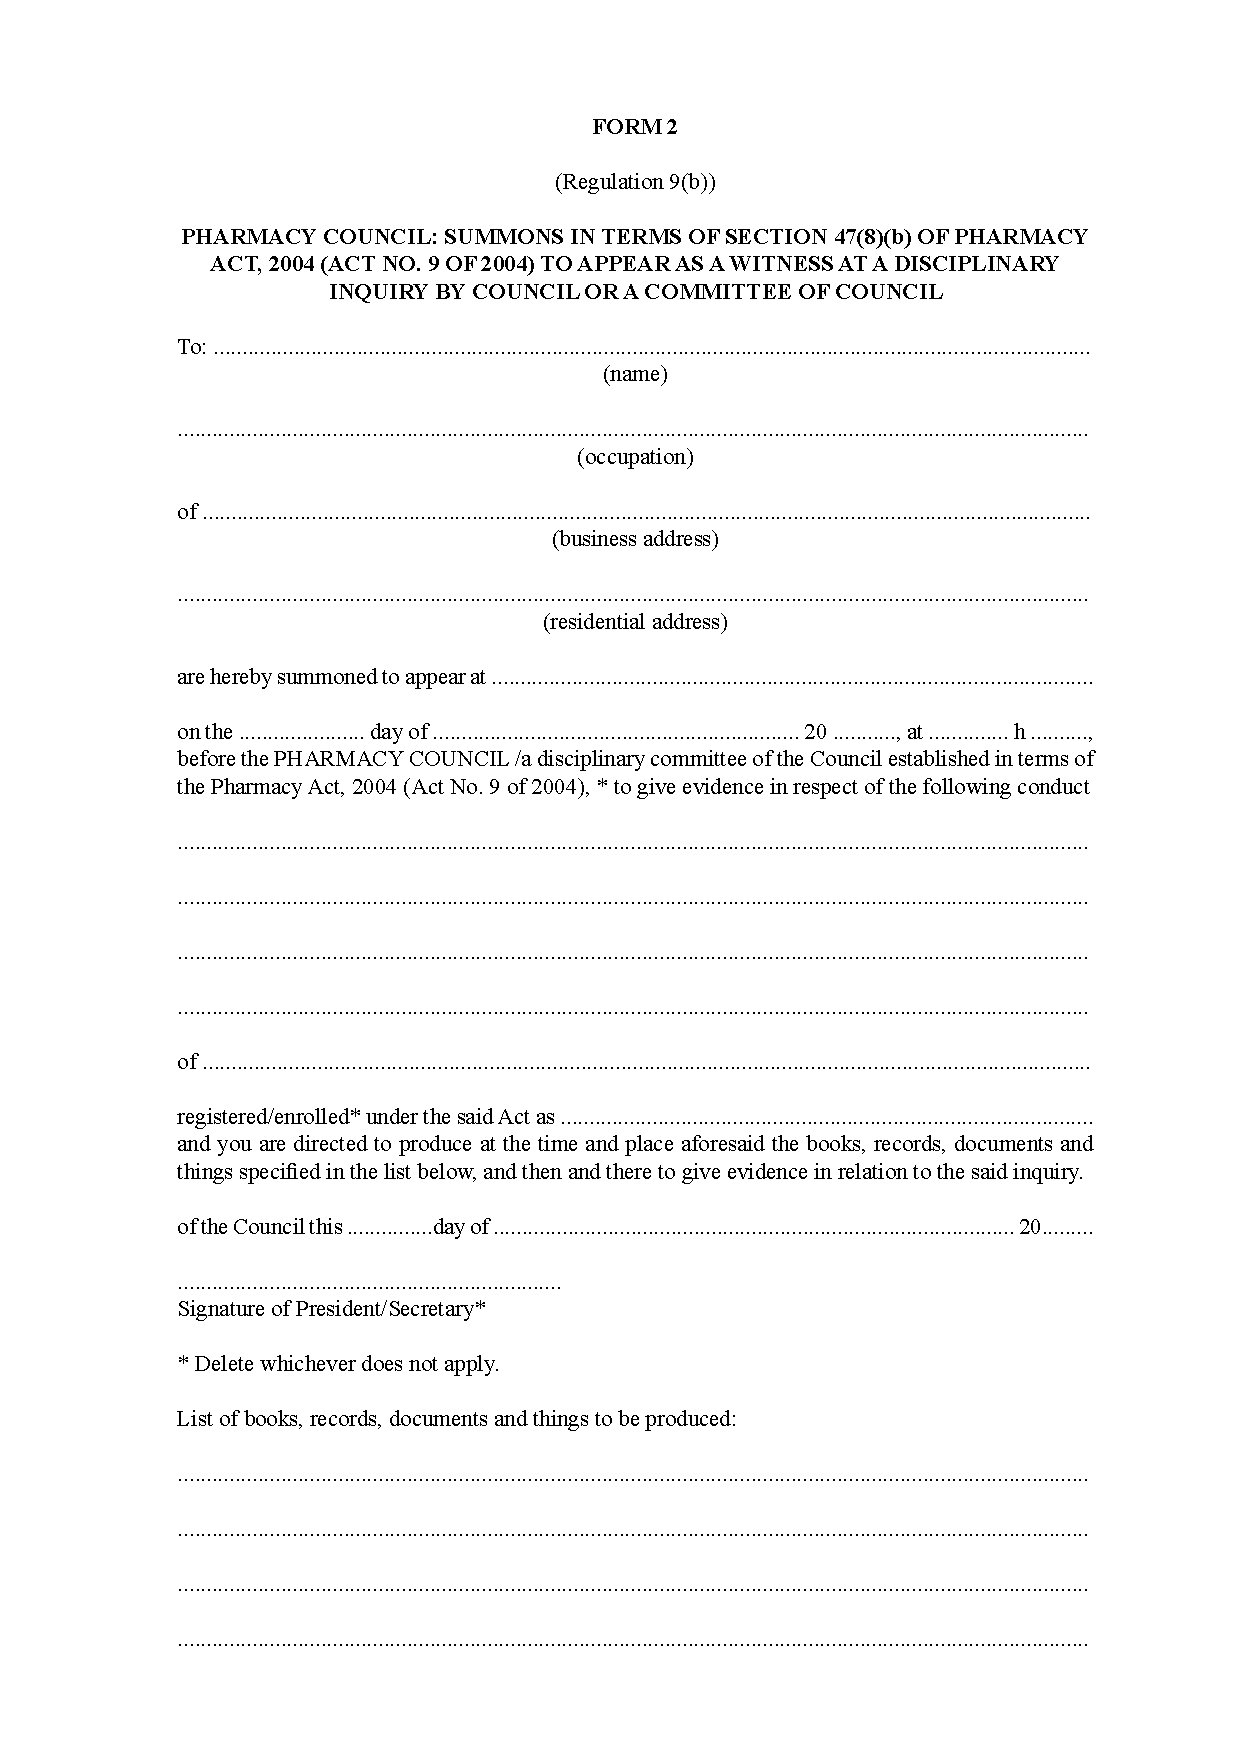 FORM 2
(Regulation 9(b))
PHARMACY COUNCIL: SUMMONS IN TERMS OF SECTION 47(8)(b) OF PHARMACY
ACT, 2004 (ACT NO. 9 OF 2004) TO APPEAR AS A WITNESS AT A DISCIPLINARY
INQUIRY BY COUNCIL OR A COMMITTEE OF COUNCIL
To: ................................................................................
(name)
................................................................................
(occupation)
of ................................................................................
(business address)
................................................................................
(residential address)
are hereby summoned to appear at ................................................................................
on the ...................... day of ................................................................ 20 ..........., at .............. h ..........,
before the PHARMACY COUNCIL /a disciplinary committee of the Council established in terms of
the Pharmacy Act, 2004 (Act No. 9 of 2004), * to give evidence in respect of the following conduct
................................................................................
................................................................................
................................................................................
................................................................................
of ................................................................................
registered/enrolled* under the said Act as ................................................................................
and you are directed to produce at the time and place aforesaid the books, records, documents and
things specified in the list below, and then and there to give evidence in relation to the said inquiry.
of the Council this ...............day of ................................................................................ 20.........
...................................................................
Signature of President/Secretary*
* Delete whichever does not apply.
List of books, records, documents and things to be produced:
................................................................................
................................................................................
................................................................................
................................................................................